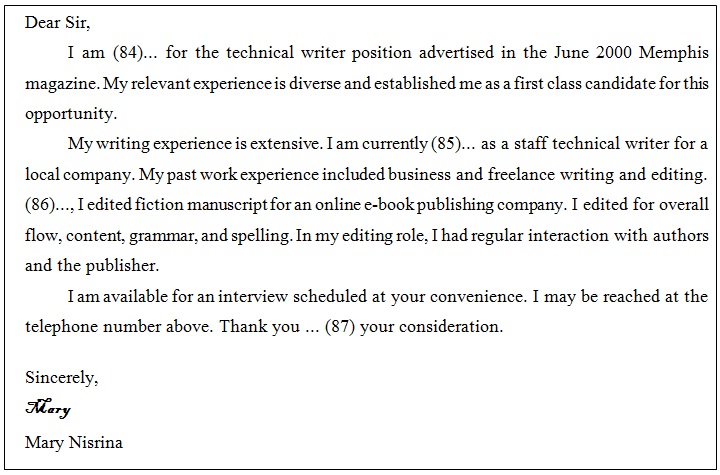 Dear Sir,
I am (84)... for the technical writer position advertised in the June 2000 Memphis
magazine. My relevant experience is diverse and established me as a first class candidate for this
opportunity.
My writing experience is extensive. I am currently (85)... as a staff technical writer for a
local company. My past work experience included business and freelance writing and editing.
(86)..., I edited fiction manuscript for an online e-book publishing company. I edited for overall
flow, content, grammar, and spelling. In my editing role, I had regular interaction with authors
and the publisher.
I am available for an interview scheduled at your convenience. I may be reached at the
telephone number above. Thank you ... (87) your consideration.
Sincerely,
Mary
Mary Nisrina